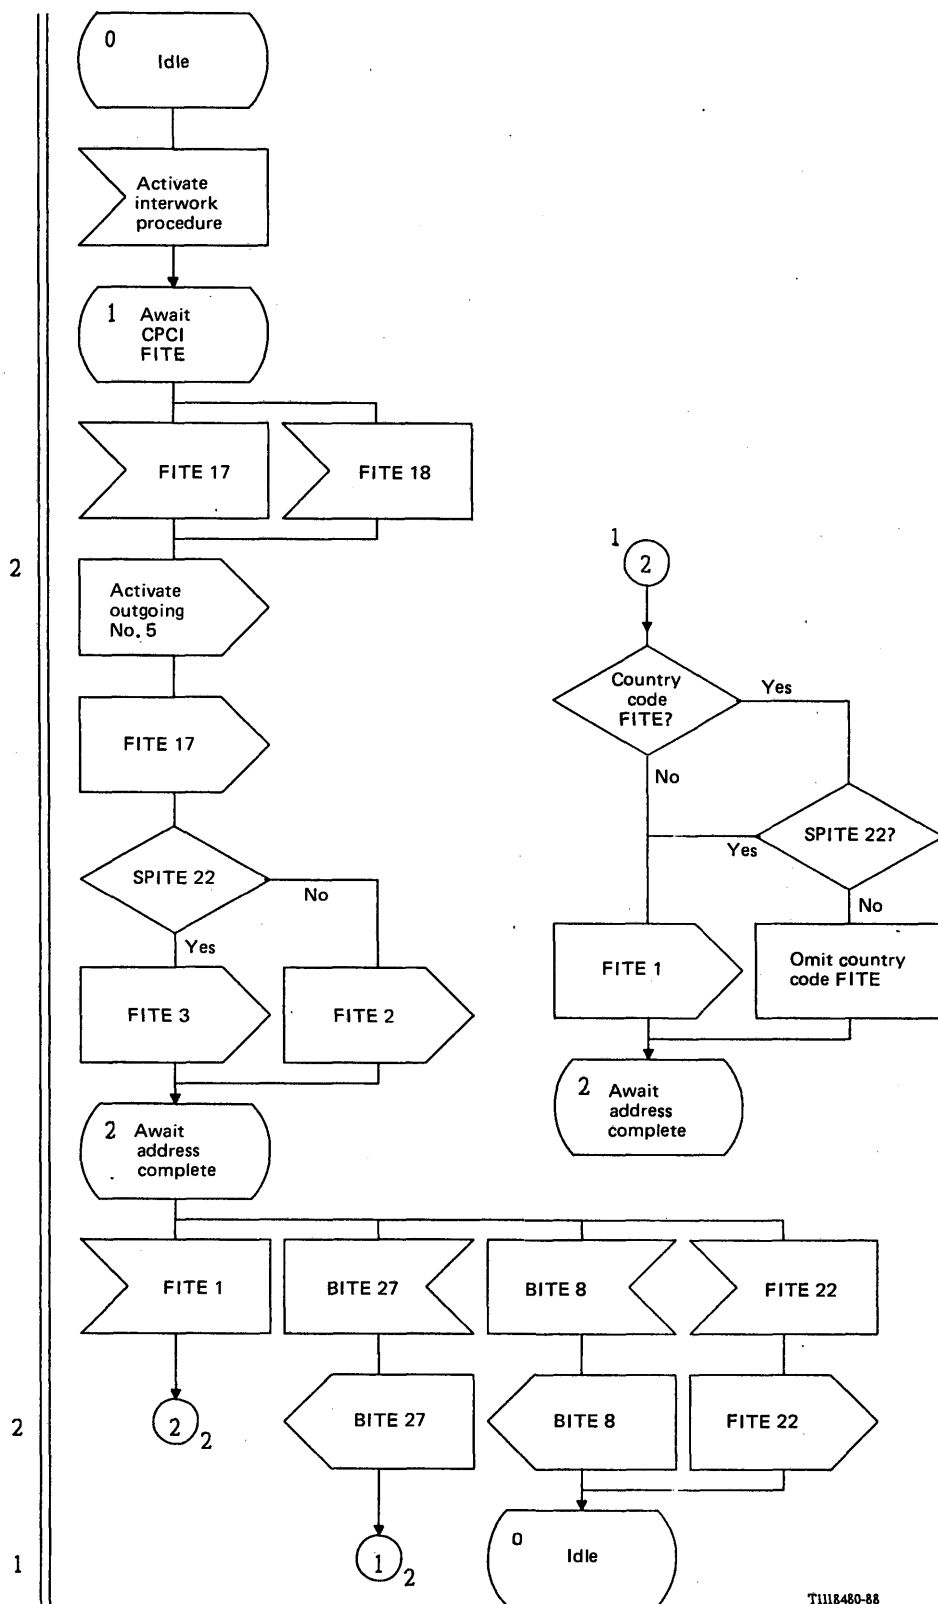 0
Idle
Activate
interwork
procedure
1
Await
CPCI
FITE
FITE 17
FITE 18
2
Activate
outgoing
No. 5
FITE 17
SPITE 22
No
Yes
FITE 3
FITE 2
2
Await
address
complete
FITE 1
BITE 27
BITE 8
FITE 22
2
2
2
BITE 27
BITE 8
FITE 22
1
1
2
0
Idle
1
2
Country
code
FITE?
Yes
No
SPITE 22?
Yes
No
FITE 1
Omit country
code FITE
2
Await
address
complete
T1118480-88